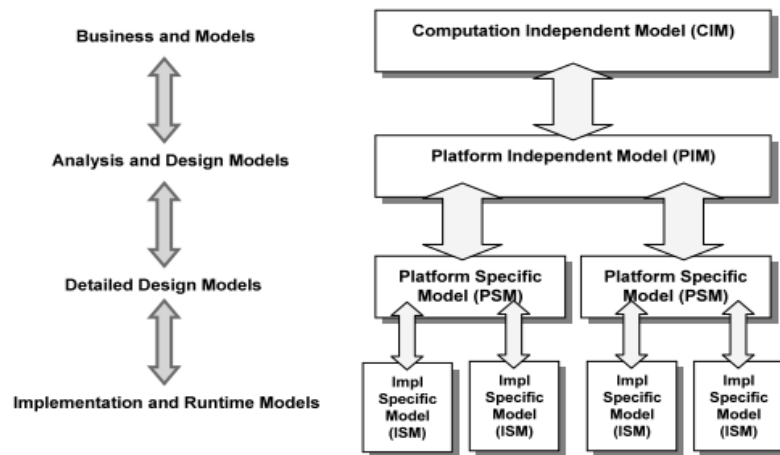 Business and Models
Computation Independent Model (CIM)
Analysis and Design Models
Platform Independent Model (PIM)
Detailed Design Models
Platform Specific
Model (PSM)
Platform Specific
Model (PSM)
Implementation and Runtime Models
Impl
Specific
Model
(ISM)
Impl
Specific
Model
(ISM)
Impl
Specific
Model
(ISM)
Impl
Specific
Model
(ISM)